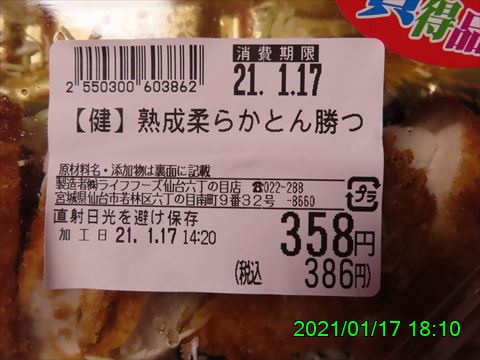 買得品
消費期限
2 550300 603862
21. 1.17
【健】熟成柔らかとん勝つ
原材料名・添加物は裏面に記載
製造者㈱ライフフーズ仙台六丁の目店 ☎022-288
宮城県仙台市若林区六丁の目南町9番32号 -8660
プラ
直射日光を避け保存
加工日 21. 1.17 14:20
358円
(税込 386円)
2021/01/17 18:10